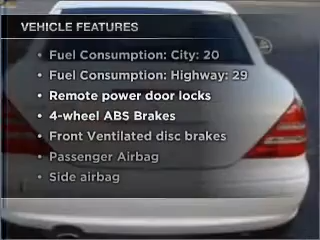 VEHICLE FEATURES
• Fuel Consumption: City: 20
• Fuel Consumption: Highway: 29
• Remote power door locks
• 4-wheel ABS Brakes
• Front Ventilated disc brakes
• Passenger Airbag
• Side airbag